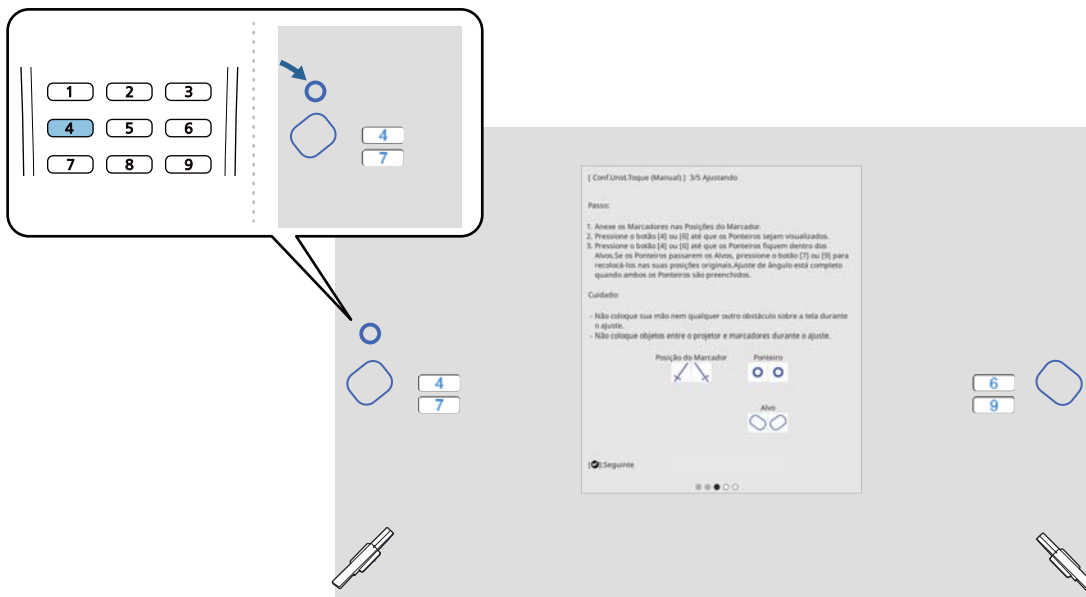 1 2 3
4 5 6
7 8 9
4
7
[ Conf.Unid.Toque (Manual) ] 3/5 Ajustando
Passo:
1. Anexe os Marcadores nas Posições do Marcador.
2. Pressione o botão [4] ou [6] até que os Ponteiros sejam visualizados.
3. Pressione o botão [4] ou [6] até que os Ponteiros fiquem dentro dos
Alvos.Se os Ponteiros passarem os Alvos, pressione o botão [7] ou [9] para
recolocá-los nas suas posições originais.Ajuste de ângulo está completo
quando ambos os Ponteiros são preenchidos.
Cuidado:
- Não coloque sua mão nem qualquer outro obstáculo sobre a tela durante
o ajuste.
- Não coloque objetos entre o projetor e marcadores durante o ajuste.
Posição do Marcador Ponteiro
Alvo
[ ]:Seguinte
4
7
6
9